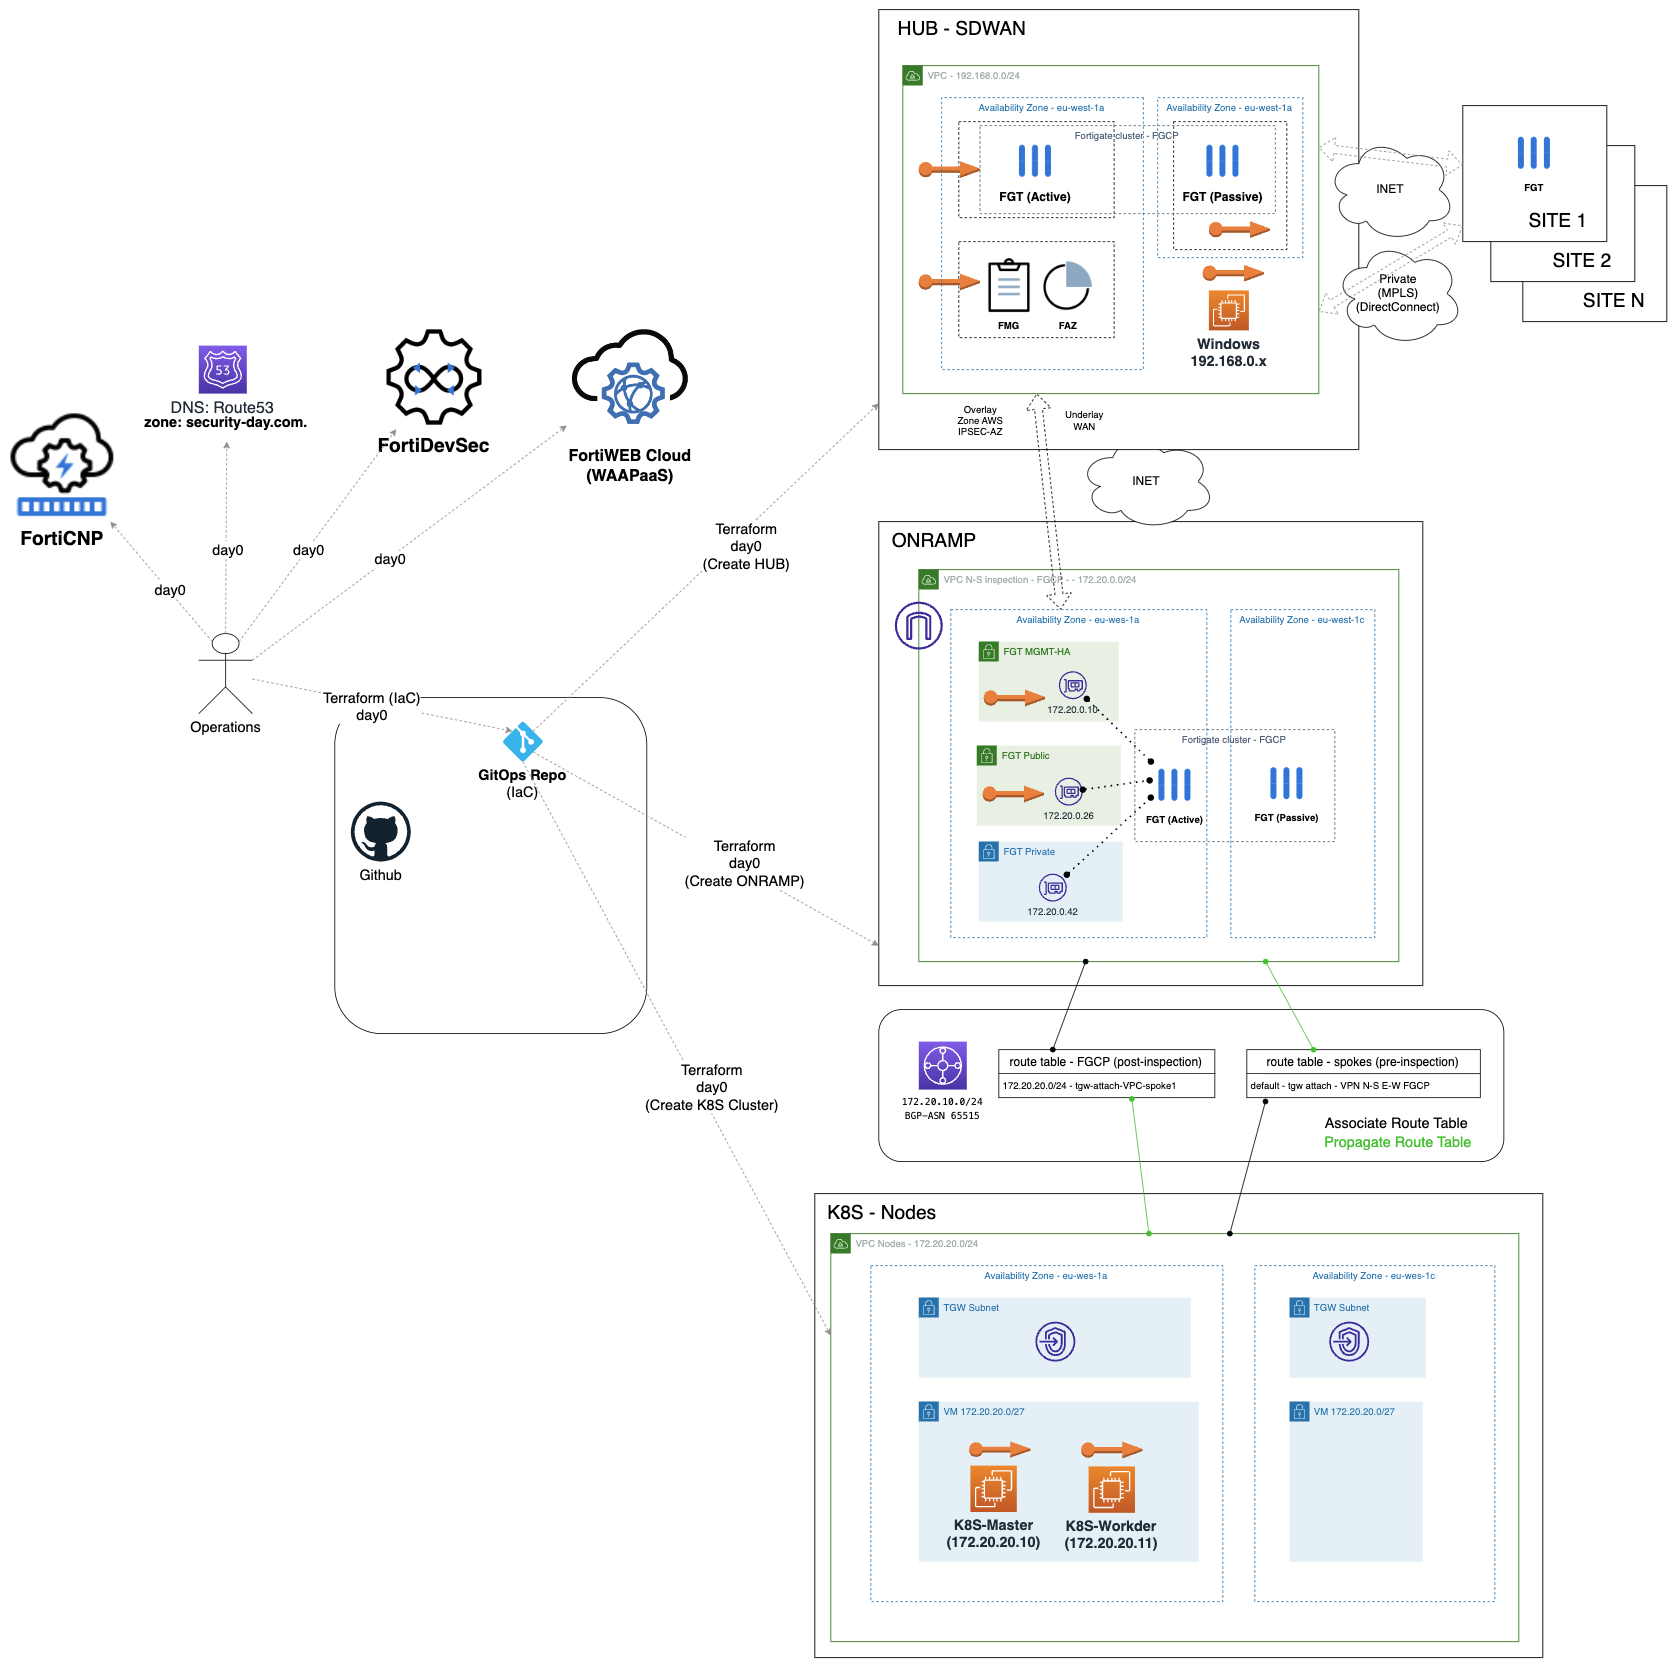 HUB - SDWAN
VPC - 192.168.0.0/24
Availability Zone - eu-west-1a
Availability Zone - eu-west-1a
Fortigate cluster - FGCP
FGT (Active)
FGT (Passive)
FMG
FAZ
Windows
192.168.0.x
INET
Private
(MPLS)
(DirectConnect)
FGT
SITE 1
SITE 2
SITE N
Overlay
Zone AWS
IPSEC-AZ
Underlay
WAN
INET
53
DNS: Route53
zone: security-day.com.
FortiCNP
FortiDevSec
FortiWEB Cloud
(WAAPaaS)
day0
day0
day0
day0
Operations
Terraform (IaC)
day0
GitOps Repo
(IaC)
Github
Terraform
day0
(Create HUB)
Terraform
day0
(Create ONRAMP)
Terraform
day0
(Create K8S Cluster)
ONRAMP
VPC N-S inspection - FGCP - - 172.20.0.0/24
Availability Zone - eu-wes-1a
Availability Zone - eu-west-1c
FGT MGMT-HA
172.20.0.10
FGT Public
172.20.0.26
FGT Private
172.20.0.42
Fortigate cluster - FGCP
FGT (Active)
FGT (Passive)
172.20.10.0/24
BGP-ASN 65515
route table - FGCP (post-inspection)
172.20.20.0/24 - tgw-attach-VPC-spoke1
route table - spokes (pre-inspection)
default - tgw attach - VPN N-S E-W FGCP
Associate Route Table
Propagate Route Table
K8S - Nodes
VPC Nodes - 172.20.20.0/24
Availability Zone - eu-wes-1a
Availability Zone - eu-wes-1c
TGW Subnet
TGW Subnet
VM 172.20.20.0/27
VM 172.20.20.0/27
K8S-Master
(172.20.20.10)
K8S-Workder
(172.20.20.11)